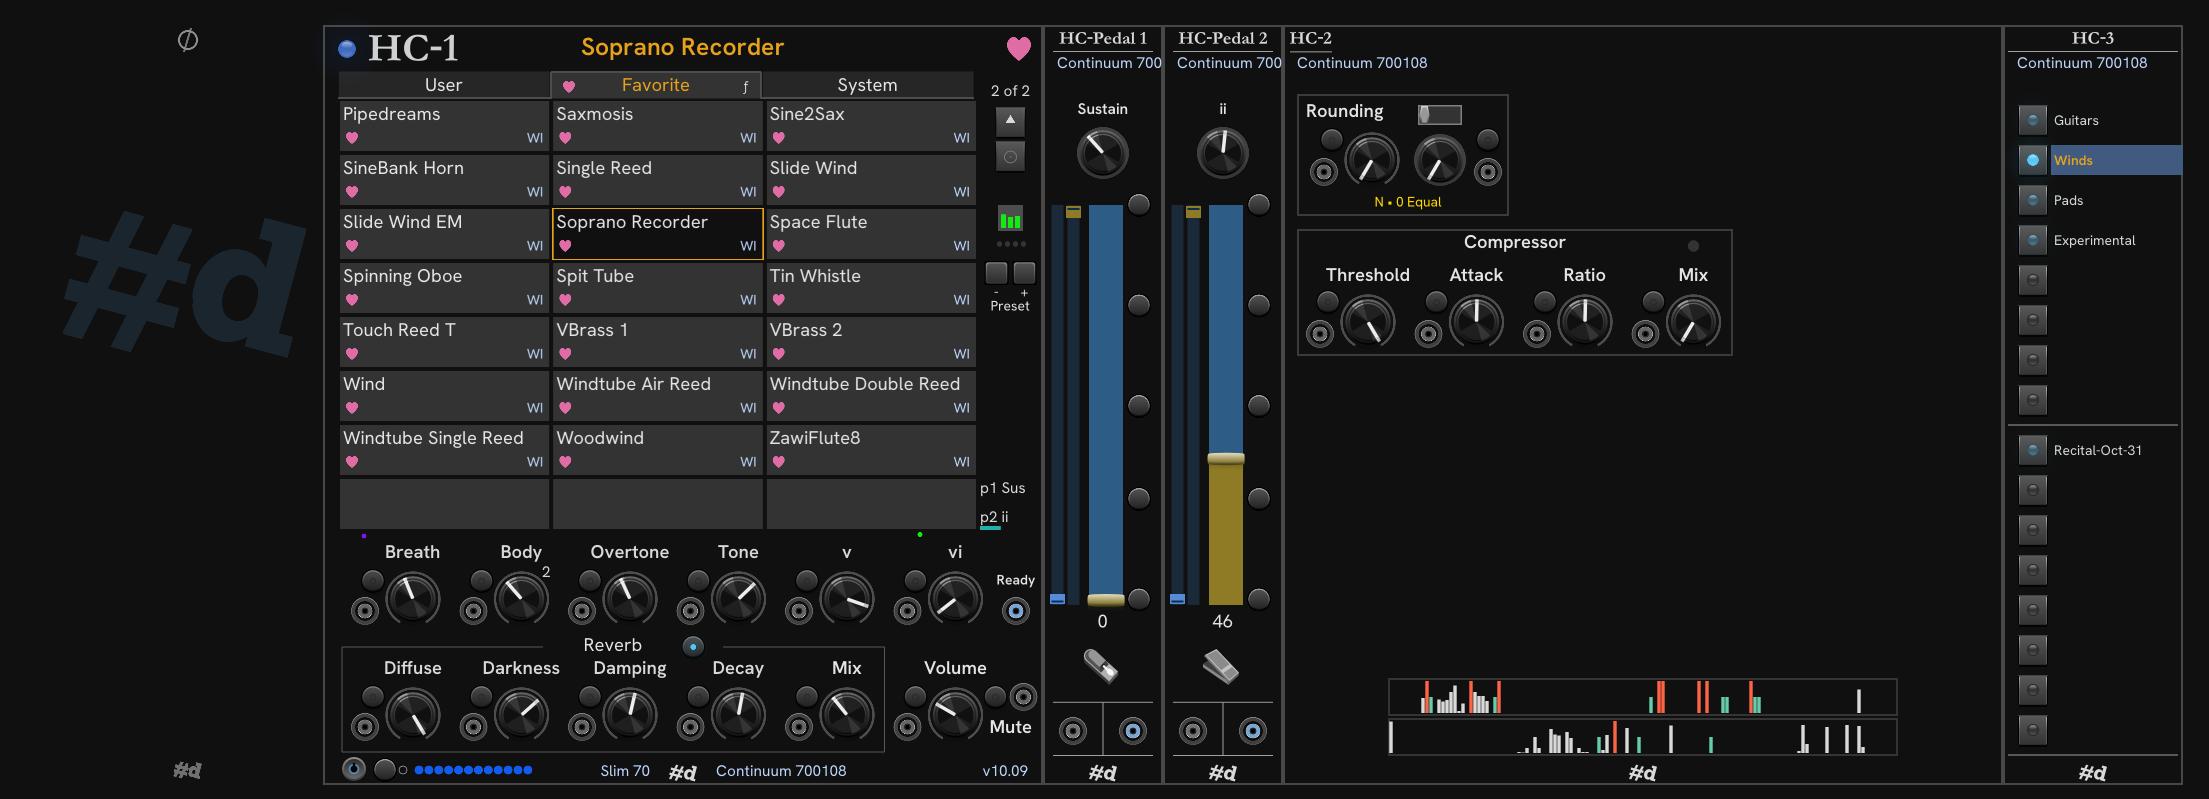 HC-1
Soprano Recorder
User
Favorite
ƒ
System
2 of 2
Pipedreams
WI
Saxmosis
WI
Sine2Sax
WI
SineBank Horn
WI
Single Reed
WI
Slide Wind
WI
Slide Wind EM
WI
Soprano Recorder
WI
Space Flute
WI
Spinning Oboe
WI
Spit Tube
WI
Tin Whistle
WI
Touch Reed T
WI
VBrass 1
WI
VBrass 2
WI
Wind
WI
Windtube Air Reed
WI
Windtube Double Reed
WI
Windtube Single Reed
WI
Woodwind
WI
ZawiFlute8
WI
- +
Preset
p1 Sus
p2 ii
Breath
Body
2
Overtone
Tone
v
vi
Ready
Reverb
Diffuse
Darkness
Damping
Decay
Mix
Volume
Mute
Slim 70
#d
Continuum 700108
v10.09
HC-Pedal 1
Continuum 700
Sustain
0
#d
HC-Pedal 2
Continuum 700
ii
46
#d
HC-2
Continuum 700108
Rounding
N • 0 Equal
Compressor
Threshold
Attack
Ratio
Mix
#d
HC-3
Continuum 700108
Guitars
Winds
Pads
Experimental
Recital-Oct-31
#d
Ø
#d
#d